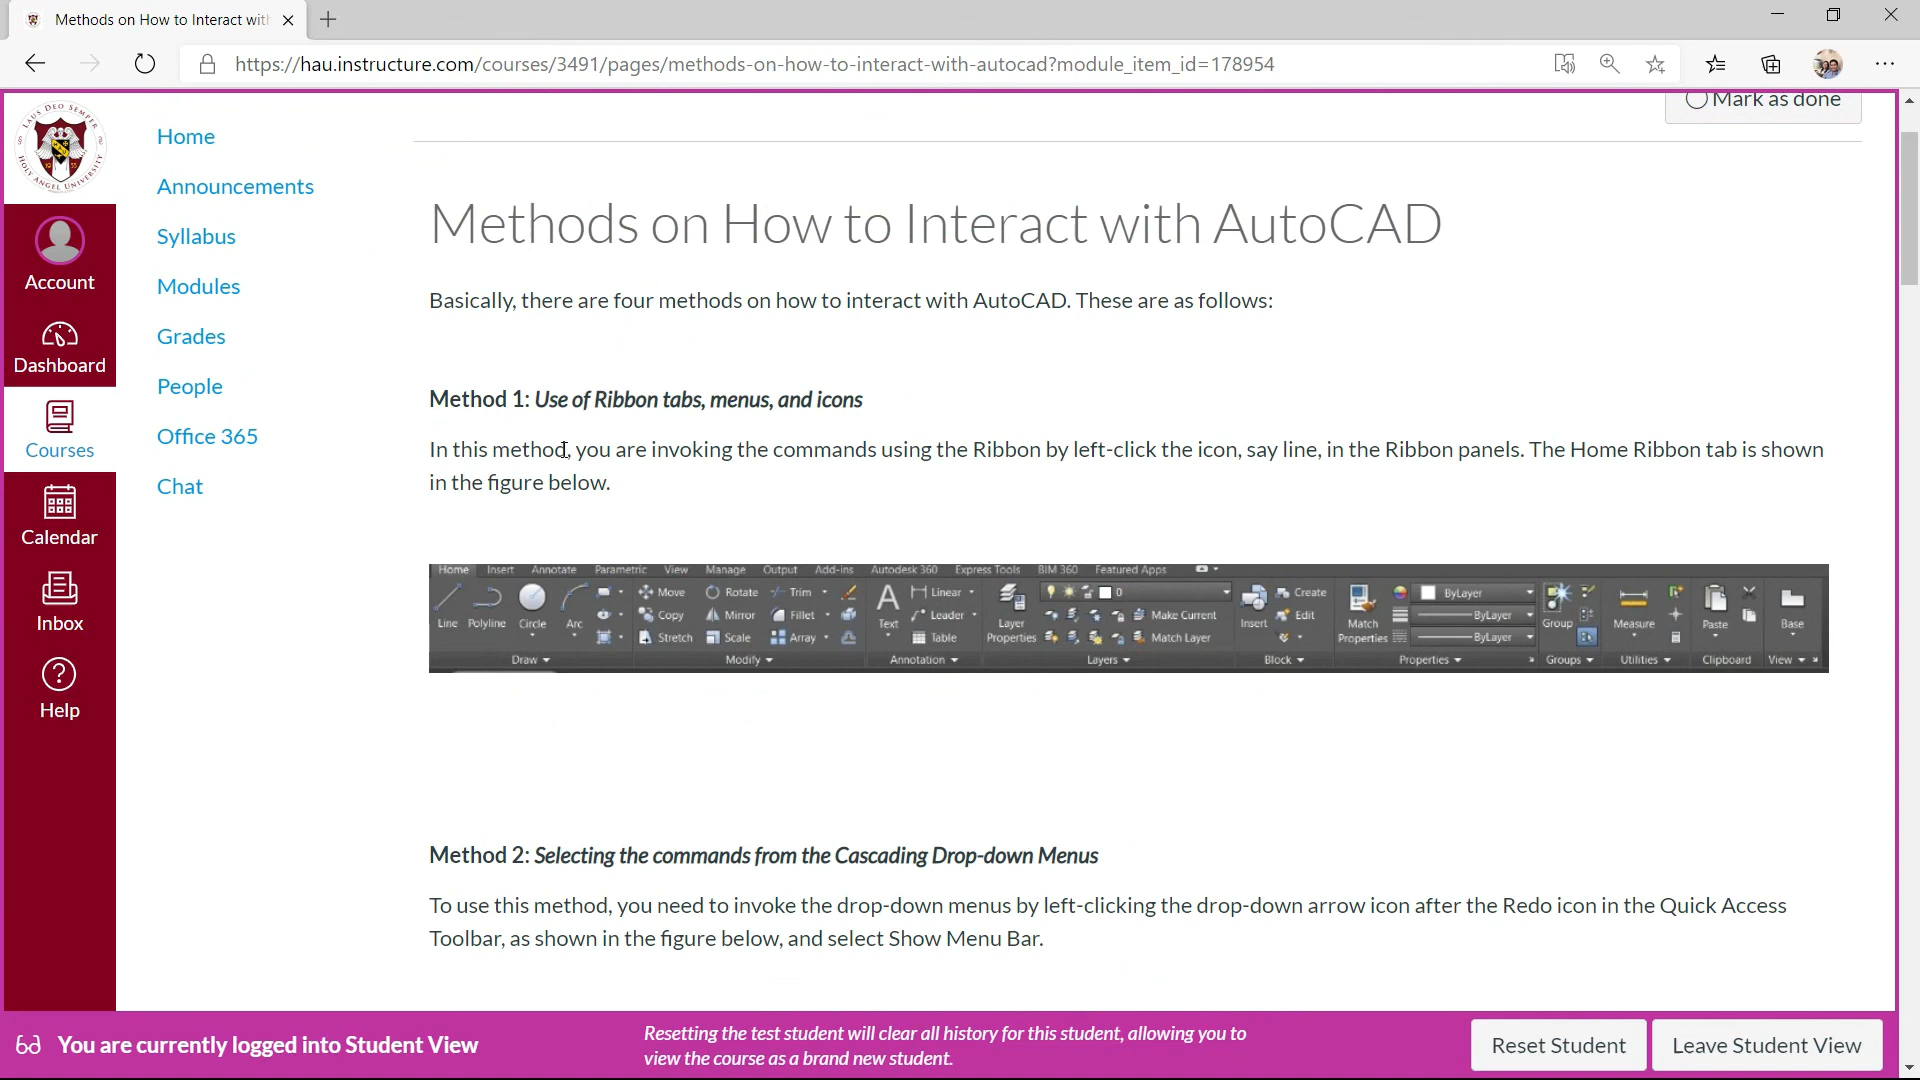 Methods on How to Interact with
https://hau.instructure.com/courses/3491/pages/methods-on-how-to-interact-with-autocad?module_item_id=178954
LAUS DEO SEMPER
HOLY ANGEL UNIVERSITY
Account
Dashboard
Courses
Calendar
Inbox
Help
Home
Announcements
Syllabus
Modules
Grades
People
Office 365
Chat
Mark as done
Methods on How to Interact with AutoCAD
Basically, there are four methods on how to interact with AutoCAD. These are as follows:
Method 1: Use of Ribbon tabs, menus, and icons
In this method, you are invoking the commands using the Ribbon by left-click the icon, say line, in the Ribbon panels. The Home Ribbon tab is shown
in the figure below.
Home Insert Annotate Parametric View Manage Output Add-ins Autodesk 360 Express Tools BIM 360 Featured Apps
Line Polyline Circle Arc
Draw
Move Rotate Trim
Copy Mirror Fillet
Stretch Scale Array
Modify
Text Linear
Leader
Table
Annotation
Layer
Properties
0
Make Current
Match Layer
Layers
Insert Create
Edit
Block
Match
Properties
ByLayer
ByLayer
ByLayer
Properties
Group
Groups
Measure
Utilities
Paste
Clipboard
Base
View
Method 2: Selecting the commands from the Cascading Drop-down Menus
To use this method, you need to invoke the drop-down menus by left-clicking the drop-down arrow icon after the Redo icon in the Quick Access
Toolbar, as shown in the figure below, and select Show Menu Bar.
You are currently logged into Student View
Resetting the test student will clear all history for this student, allowing you to
view the course as a brand new student.
Reset Student
Leave Student View